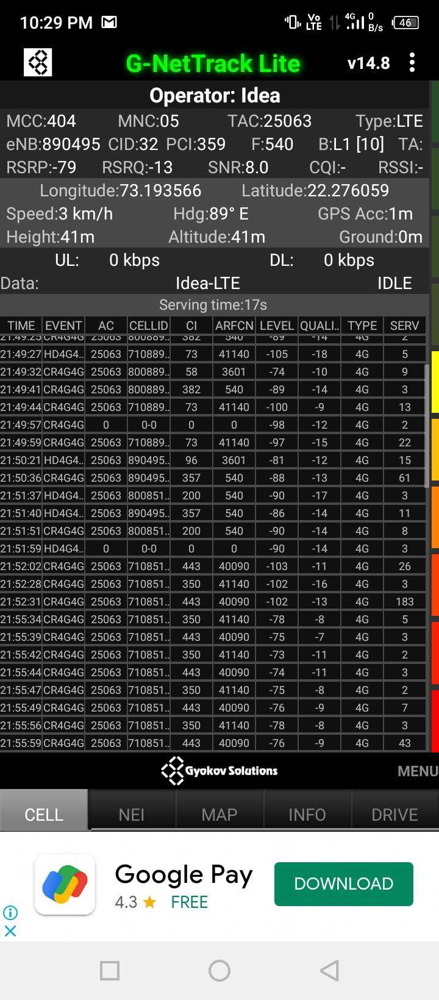 10:29 PM Vo LTE 4G 0 B/s 46
G-NetTrack Lite v14.8
Operator: Idea
MCC:404 MNC:05 TAC:25063 Type:LTE
eNB:890495 CID:32 PCI:359 F:540 B:L1 [10] TA:
RSRP:-79 RSRQ:-13 SNR:8.0 CQI:- RSSI:-
Longitude:73.193566 Latitude:22.276059
Speed:3 km/h Hdg:89° E GPS Acc:1m
Height:41m Altitude:41m Ground:0m
UL: 0 kbps DL: 0 kbps
Data: Idea-LTE IDLE
Serving time:17s
TIME EVENT AC CELLID CI ARFCN LEVEL QUALI.. TYPE SERV
21:49:25 CR4G4G 25063 800889.. 382 540 -89 -14 4G 2
21:49:27 HD4G4.. 25063 710889.. 73 41140 -105 -18 4G 5
21:49:32 CR4G4G 25063 800889.. 58 3601 -74 -10 4G 9
21:49:41 CR4G4G 25063 800889.. 382 540 -89 -14 4G 3
21:49:44 CR4G4G 25063 710889.. 73 41140 -100 -9 4G 13
21:49:57 CR4G4G 0 0-0 0 0 -98 -12 4G 2
21:49:59 CR4G4G 25063 710889.. 73 41140 -97 -15 4G 22
21:50:21 HD4G4.. 25063 890495.. 96 3601 -81 -12 4G 15
21:50:36 CR4G4G 25063 890495.. 357 540 -88 -13 4G 61
21:51:37 HD4G4.. 25063 800851.. 200 540 -90 -17 4G 3
21:51:40 HD4G4.. 25063 890495.. 357 540 -86 -14 4G 11
21:51:51 CR4G4G 25063 800851.. 200 540 -90 -14 4G 8
21:51:59 HD4G4.. 0 0-0 0 0 -90 -14 4G 3
21:52:02 CR4G4G 25063 710851.. 443 40090 -103 -11 4G 26
21:52:28 CR4G4G 25063 710851.. 350 41140 -102 -16 4G 3
21:52:31 CR4G4G 25063 710851.. 443 40090 -102 -13 4G 183
21:55:34 CR4G4G 25063 710851.. 350 41140 -78 -8 4G 5
21:55:39 CR4G4G 25063 710851.. 443 40090 -75 -7 4G 3
21:55:42 CR4G4G 25063 710851.. 350 41140 -73 -11 4G 2
21:55:44 CR4G4G 25063 710851.. 443 40090 -74 -11 4G 3
21:55:47 CR4G4G 25063 710851.. 350 41140 -75 -8 4G 2
21:55:49 CR4G4G 25063 710851.. 443 40090 -76 -9 4G 7
21:55:56 CR4G4G 25063 710851.. 350 41140 -78 -8 4G 3
21:55:59 CR4G4G 25063 710851.. 443 40090 -76 -9 4G 43
Gyokov Solutions MENU
CELL NEI MAP INFO DRIVE
Google Pay
4.3 ★ FREE
DOWNLOAD